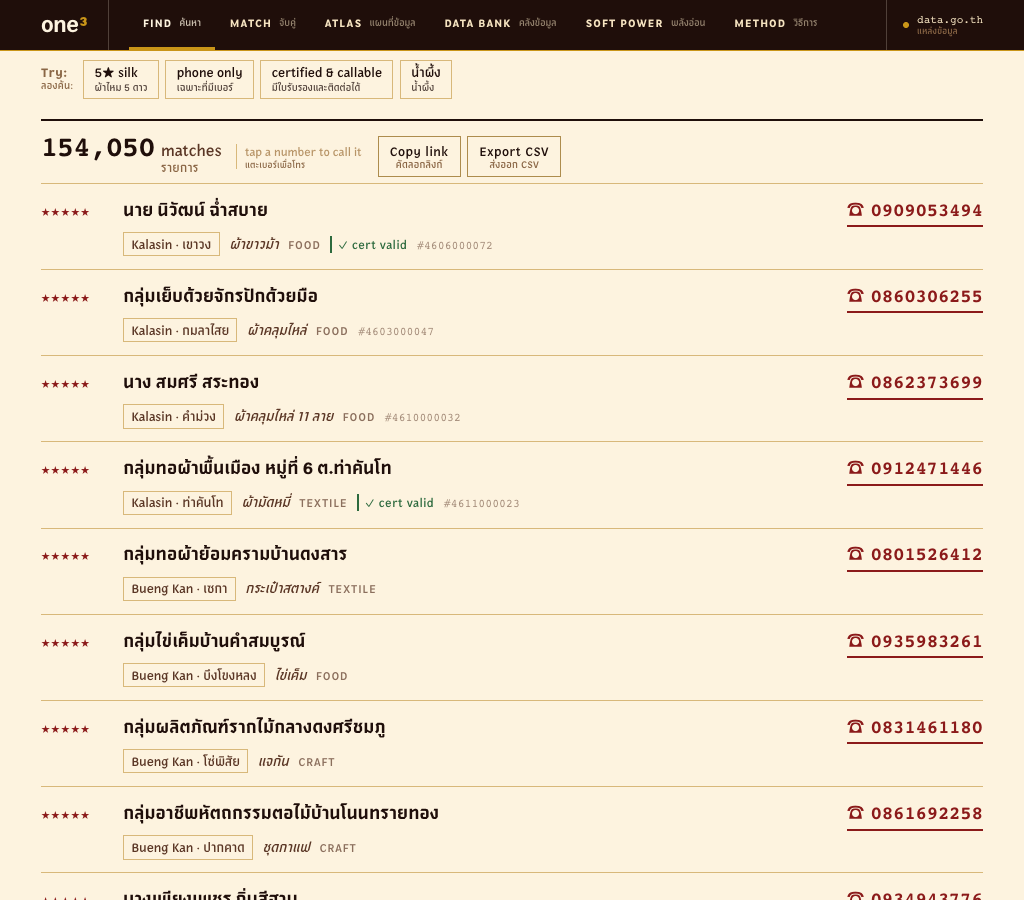 one³
FIND ค้นหา
MATCH จับคู่
ATLAS แผนที่ข้อมูล
DATA BANK คลังข้อมูล
SOFT POWER พลังอ่อน
METHOD วิธีการ
data.go.th
แหล่งข้อมูล
Try:
ลองค้น:
5★ silk
ผ้าไหม 5 ดาว
phone only
เฉพาะที่มีเบอร์
certified & callable
มีใบรับรองและติดต่อได้
น้ำผึ้ง
น้ำผึ้ง
154,050 matches
รายการ
tap a number to call it
แตะเบอร์เพื่อโทร
Copy link
คัดลอกลิงก์
Export CSV
ส่งออก CSV
★★★★★ นาย นิวัฒน์ ฉ่ำสบาย ☎ 0909053494
Kalasin · เขาวง ผ้าขาวม้า FOOD ✓ cert valid #4606000072
★★★★★ กลุ่มเย็บด้วยจักรปักด้วยมือ ☎ 0860306255
Kalasin · กมลาไสย ผ้าคลุมไหล่ FOOD #4603000047
★★★★★ นาง สมศรี สระทอง ☎ 0862373699
Kalasin · คำม่วง ผ้าคลุมไหล่ 11 ลาย FOOD #4610000032
★★★★★ กลุ่มทอผ้าพื้นเมือง หมู่ที่ 6 ต.ท่าคันโท ☎ 0912471446
Kalasin · ท่าคันโท ผ้ามัดหมี่ TEXTILE ✓ cert valid #4611000023
★★★★★ กลุ่มทอผ้าย้อมครามบ้านดงสาร ☎ 0801526412
Bueng Kan · เซกา กระเป๋าสตางค์ TEXTILE
★★★★★ กลุ่มไข่เค็มบ้านคำสมบูรณ์ ☎ 0935983261
Bueng Kan · บึงโขงหลง ไข่เค็ม FOOD
★★★★★ กลุ่มผลิตภัณฑ์รากไม้กลางดงศรีชมภู ☎ 0831461180
Bueng Kan · โซ่พิสัย แจกัน CRAFT
★★★★★ กลุ่มอาชีพหัตถกรรมตอไม้บ้านโนนทรายทอง ☎ 0861692258
Bueng Kan · ปากคาด ชุดกาแฟ CRAFT
☎ 0934943776